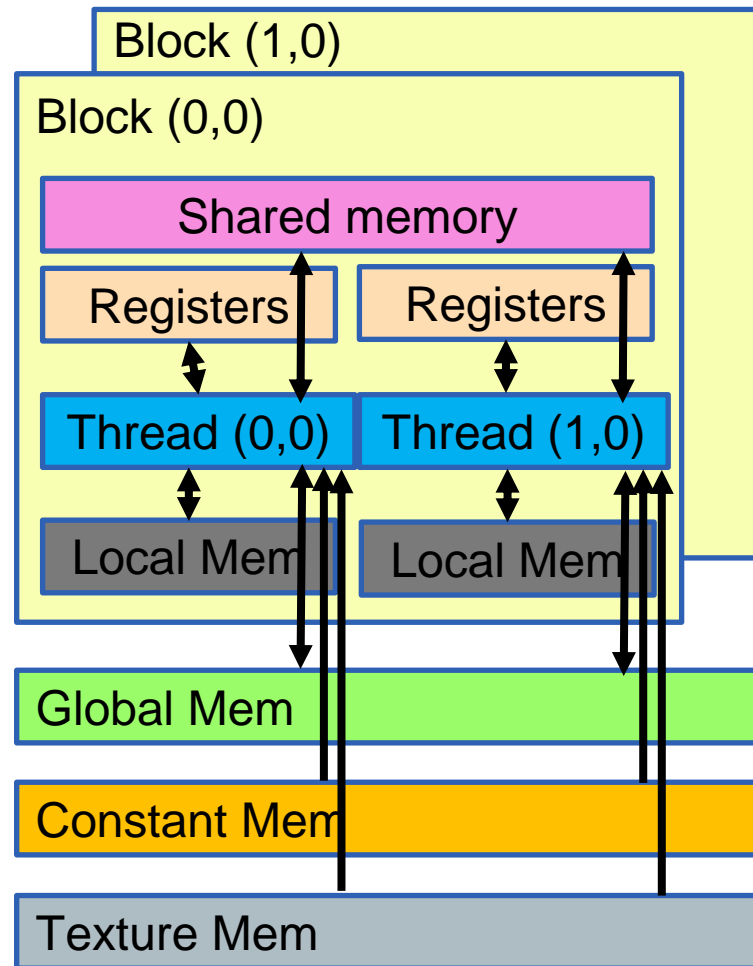 Block (1,0)
Block (0,0)
Shared memory
Registers
Registers
Thread (0,0)
Thread (1,0)
Local Mem
Local Mem
Global Mem
Constant Mem
Texture Mem